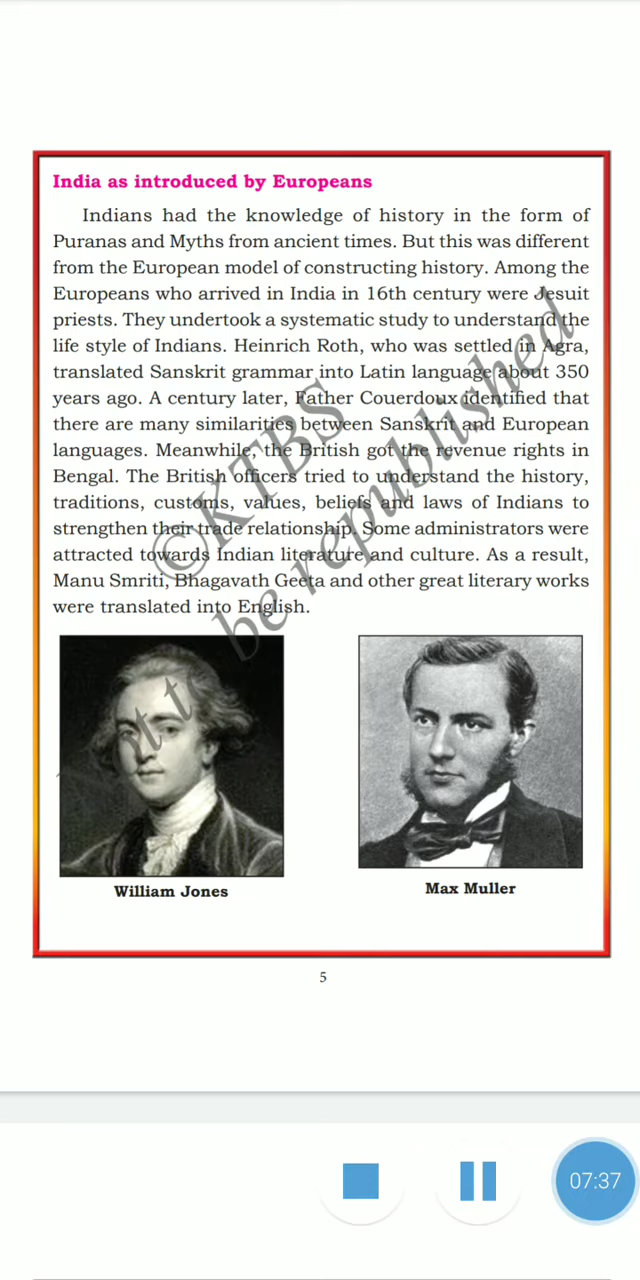 India as introduced by Europeans
Indians had the knowledge of history in the form of
Puranas and Myths from ancient times. But this was different
from the European model of constructing history. Among the
Europeans who arrived in India in 16th century were Jesuit
priests. They undertook a systematic study to understand the
life style of Indians. Heinrich Roth, who was settled in Agra,
translated Sanskrit grammar into Latin language about 350
years ago. A century later, Father Couerdoux identified that
there are many similarities between Sanskrit and European
languages. Meanwhile, the British got the revenue rights in
Bengal. The British officers tried to understand the history,
traditions, customs, values, beliefs and laws of Indians to
strengthen their trade relationship. Some administrators were
attracted towards Indian literature and culture. As a result,
Manu Smriti, Bhagavath Geeta and other great literary works
were translated into English.
©KTBS
not to be republished
William Jones
Max Muller
5
07:37